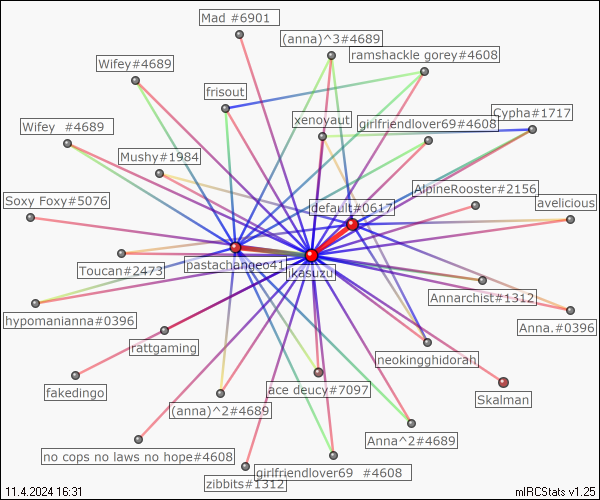 Mad #6901
(anna)^3#4689
ramshackle gorey#4608
Wifey#4689
frisout
xenoyaut
girlfriendlover69#4608
Cypha#1717
Wifey  #4689
Mushy#1984
AlpineRooster#2156
Soxy Foxy#5076
default#0617
avelicious
Toucan#2473
pastachangeo41
ikasuzu
Annarchist#1312
hypomanianna#0396
Anna.#0396
rattgaming
neokingghidorah
fakedingo
ace deucy#7097
Skalman
(anna)^2#4689
Anna^2#4689
no cops no laws no hope#4608
girlfriendlover69  #4608
zibbits#1312
11.4.2024 16:31
mIRCStats v1.25